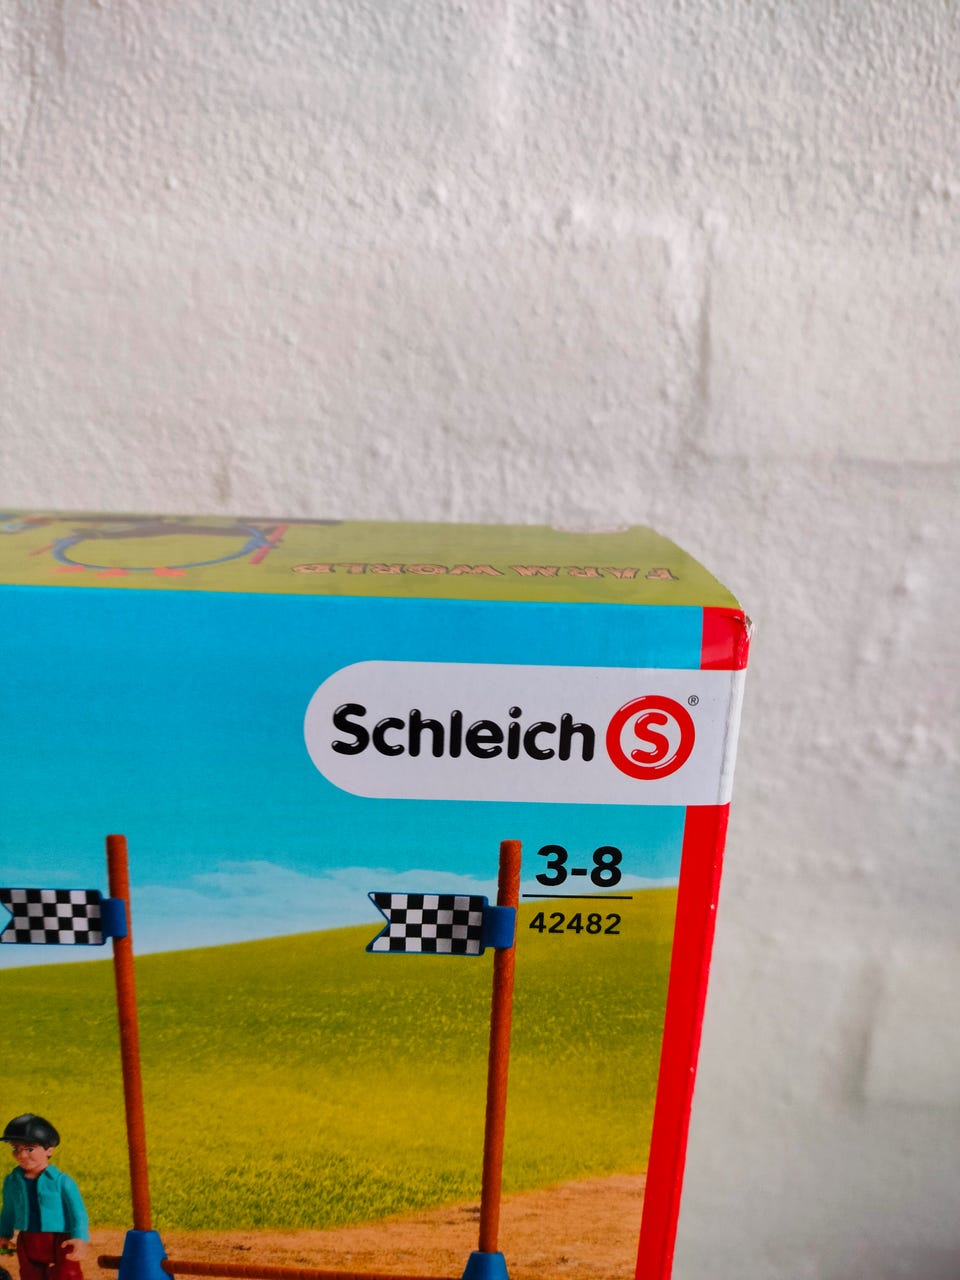 FARM WORLD
Schleich S ®
3-8
42482